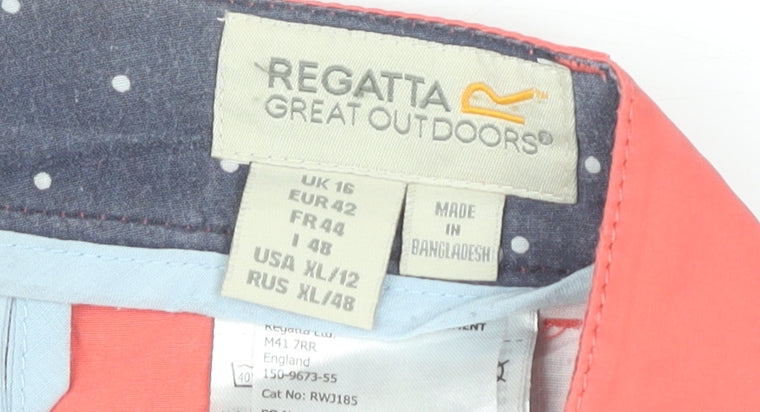 REGATTA R™
GREAT OUTDOORS®
UK 16
EUR 42
FR 44
I 48
USA XL/12
RUS XL/48
MADE
IN
BANGLADESH
Regatta Ltd.
M41 7RR
England
40
150-9673-55
Cat No: RWJ185